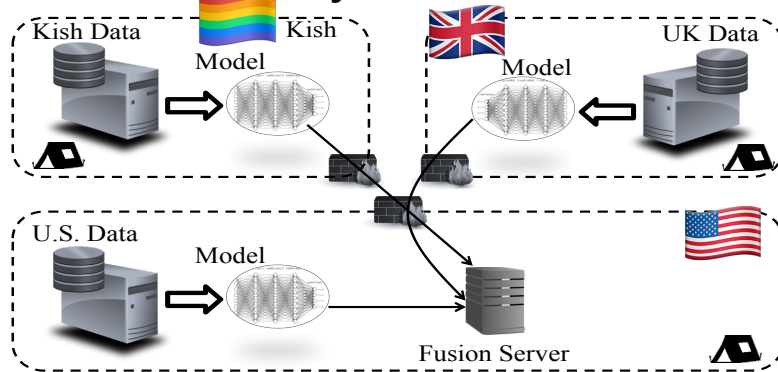 Kish Data
Kish
UK Data
Model
Model
U.S. Data
Model
Fusion Server